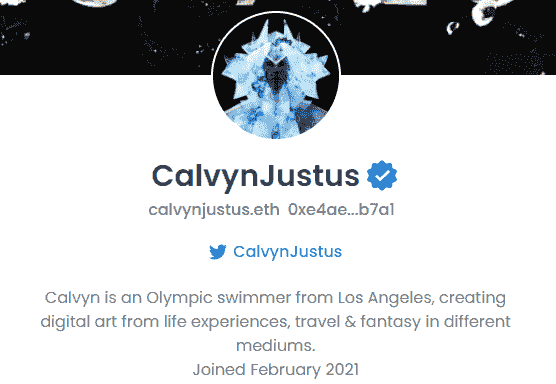 CalvynJustus
calvynjustus.eth 0xe4ae...b7a1
CalvynJustus
Calvyn is an Olympic swimmer from Los Angeles, creating
digital art from life experiences, travel & fantasy in different
mediums.
Joined February 2021